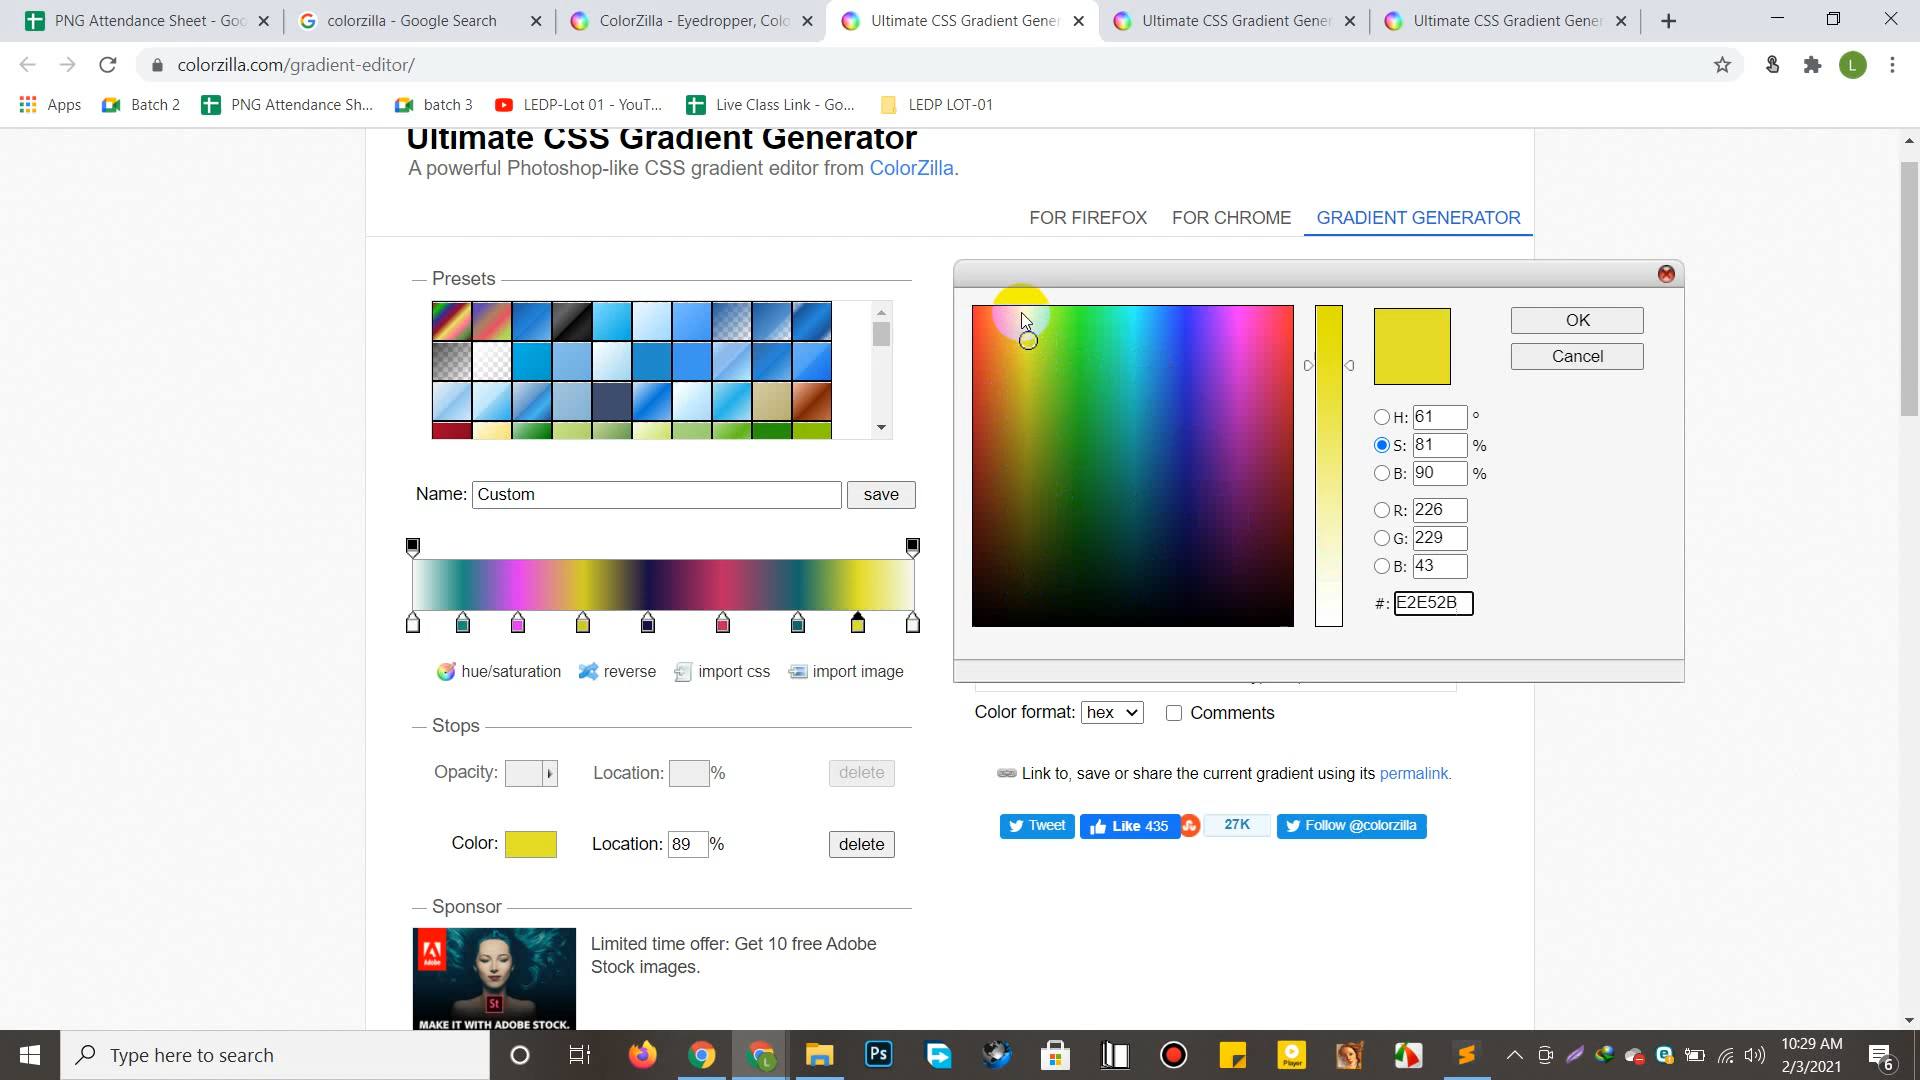 PNG Attendance Sheet - Goo
colorzilla - Google Search
ColorZilla - Eyedropper, Colo
Ultimate CSS Gradient Gener
Ultimate CSS Gradient Gener
Ultimate CSS Gradient Gener
colorzilla.com/gradient-editor/
L
Apps
Batch 2
PNG Attendance Sh...
batch 3
LEDP-Lot 01 - YouT...
Live Class Link - Go...
LEDP LOT-01
Ultimate CSS Gradient Generator
A powerful Photoshop-like CSS gradient editor from ColorZilla.
FOR FIREFOX
FOR CHROME
GRADIENT GENERATOR
Presets
OK
Cancel
H: 61 °
S: 81 %
B: 90 %
R: 226
G: 229
B: 43
#: E2E52B
Name: Custom
save
hue/saturation
reverse
import css
import image
Color format: hex
Comments
Stops
Opacity:
Location: %
delete
Link to, save or share the current gradient using its permalink.
Tweet
Like 435
27K
Follow @colorzilla
Color:
Location: 89 %
delete
Sponsor
Adobe
St
MAKE IT WITH ADOBE STOCK.
Limited time offer: Get 10 free Adobe
Stock images.
Type here to search
Ps
Player
L
10:29 AM
2/3/2021
6